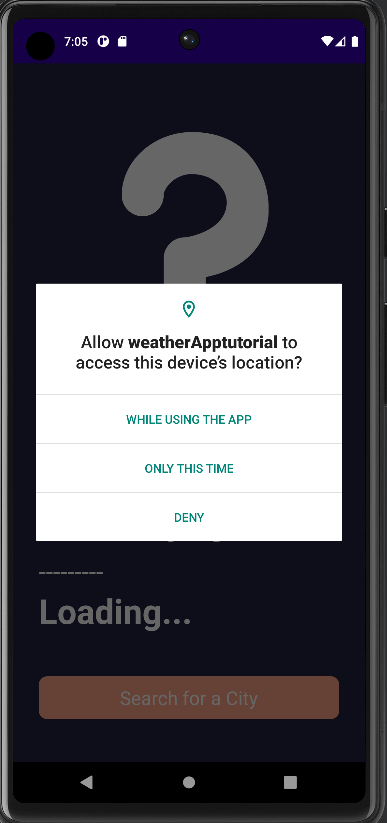 7:05
Allow weatherApptutorial to
access this device's location?
WHILE USING THE APP
ONLY THIS TIME
DENY
---------
Loading...
Search for a City